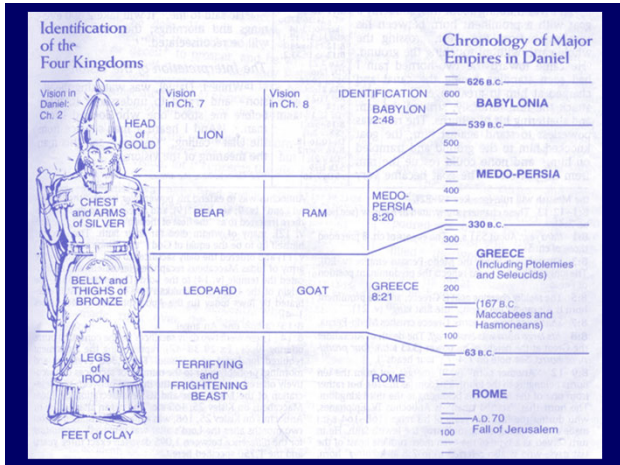 Identification
of the
Four Kingdoms
Chronology of Major
Empires in Daniel
Vision in
Daniel:
Ch. 2
Vision
in Ch. 7
Vision
in Ch. 8
IDENTIFICATION
HEAD
of
GOLD
LION
BABYLON
2:48
CHEST
and ARMS
of SILVER
BEAR
RAM
MEDO-
PERSIA
8:20
BELLY and
THIGHS of
BRONZE
LEOPARD
GOAT
GREECE
8:21
LEGS
of
IRON
TERRIFYING
and
FRIGHTENING
BEAST
ROME
FEET of CLAY
626 B.C.
600
BABYLONIA
539 B.C.
500
MEDO-PERSIA
400
330 B.C.
300
GREECE
(Including Ptolemies
and Seleucids)
200
(167 B.C.
Maccabees and
Hasmoneans)
100
63 B.C.
ROME
A.D. 70
Fall of Jerusalem
100